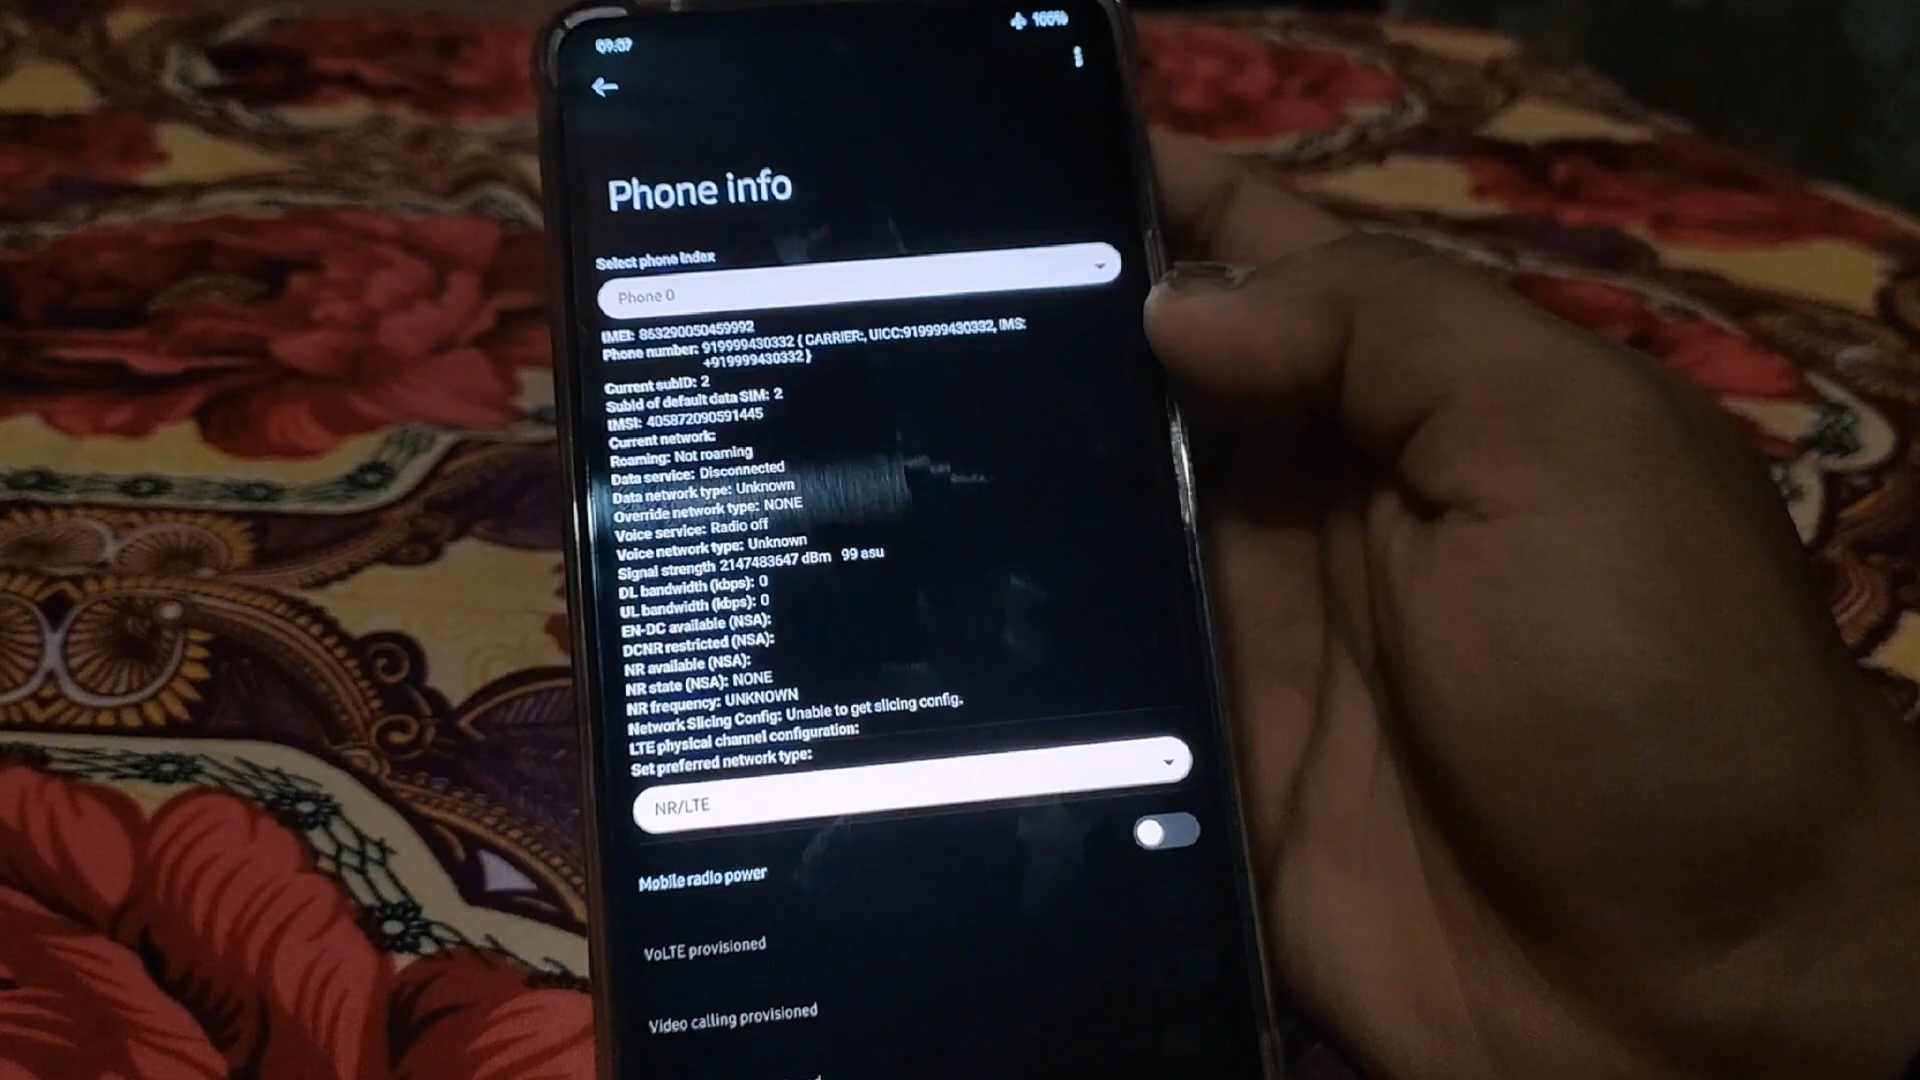 09:07
100%
Phone info
Select phone index
Phone 0
IMEI: 863290050459992
Phone number: 919999430332 { CARRIER:, UICC:919999430332, IMS:
+919999430332 }
Current subID: 2
SubId of default data SIM: 2
IMSI: 405872090591445
Current network:
Roaming: Not roaming
Data service: Disconnected
Data network type: Unknown
Override network type: NONE
Voice service: Radio off
Voice network type: Unknown
Signal strength 2147483647 dBm 99 asu
DL bandwidth (kbps): 0
UL bandwidth (kbps): 0
EN-DC available (NSA):
DCNR restricted (NSA):
NR available (NSA):
NR state (NSA): NONE
NR frequency: UNKNOWN
Network Slicing Config: Unable to get slicing config.
LTE physical channel configuration:
Set preferred network type:
NR/LTE
Mobile radio power
VoLTE provisioned
Video calling provisioned